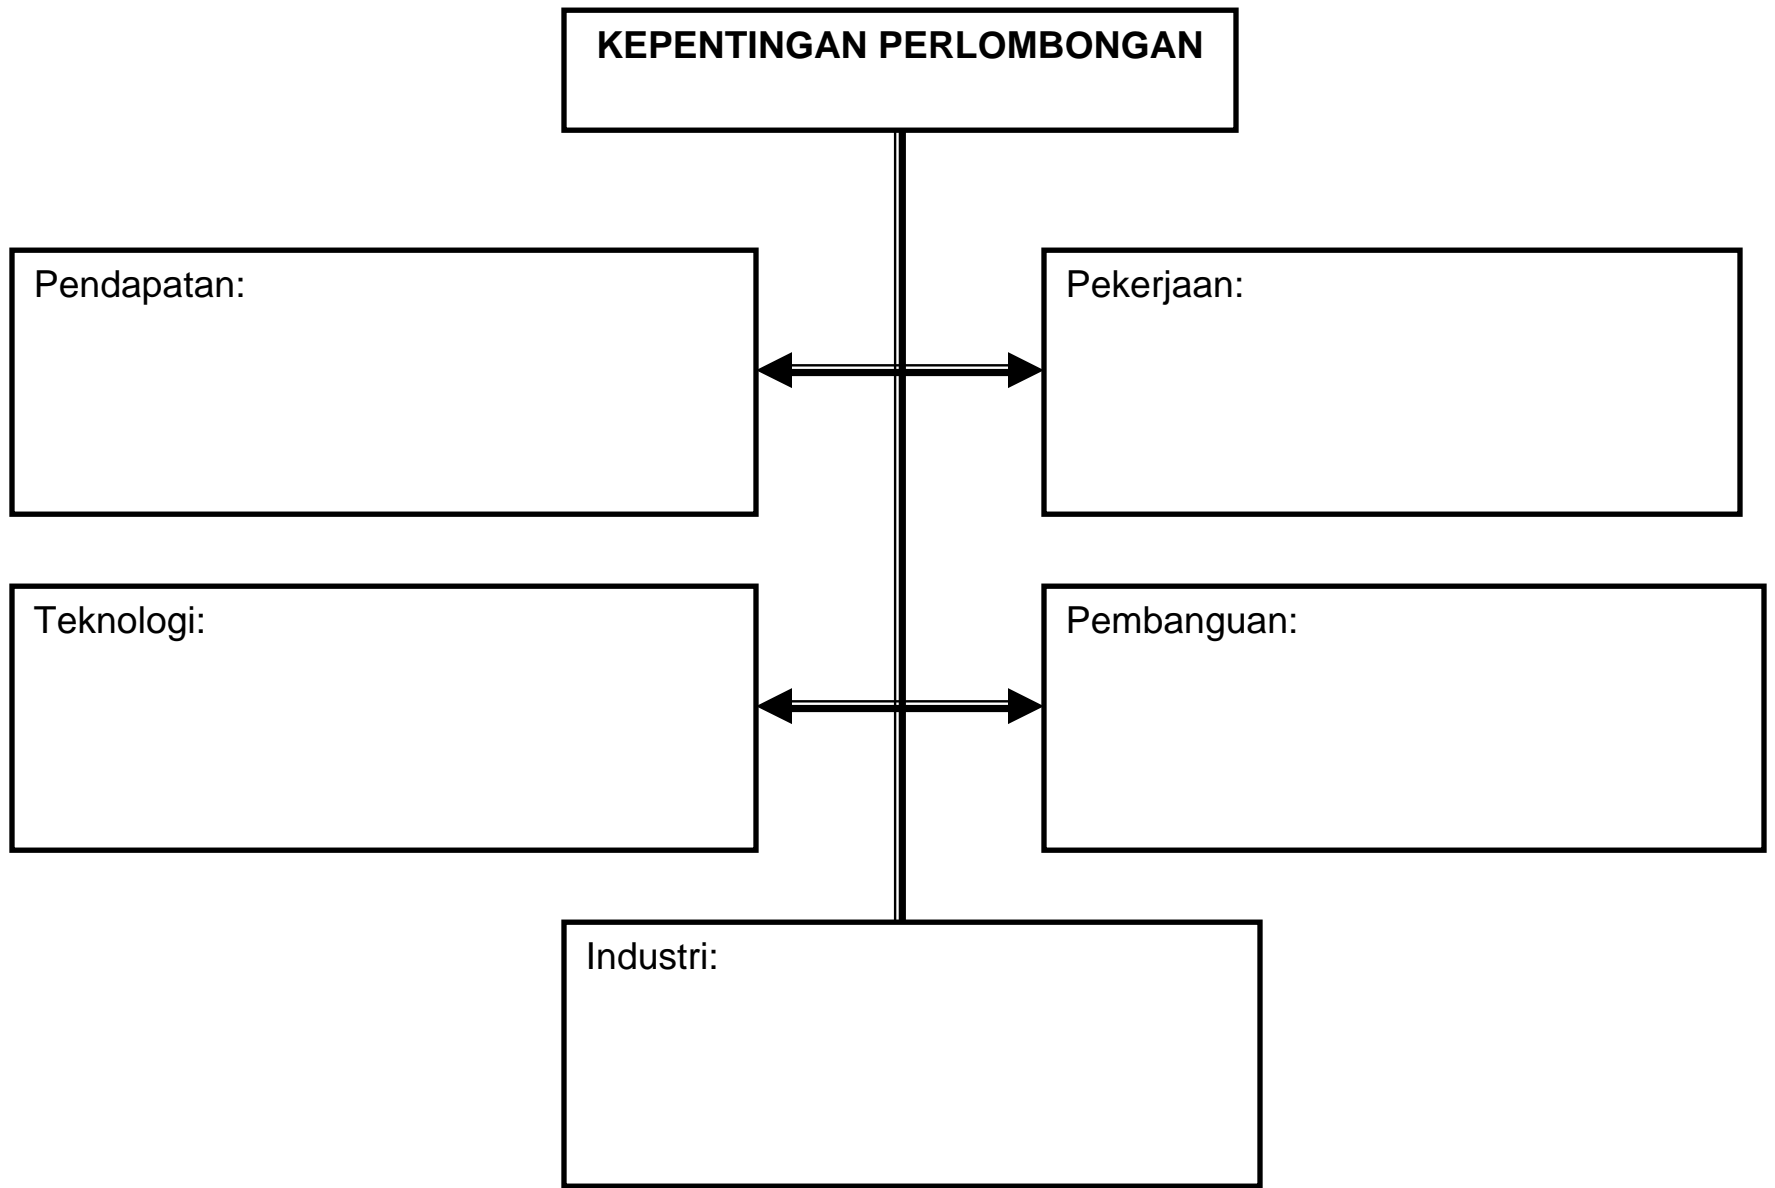 KEPENTINGAN PERLOMBONGAN
Pendapatan:
Pekerjaan:
Teknologi:
Pembanguan:
Industri: